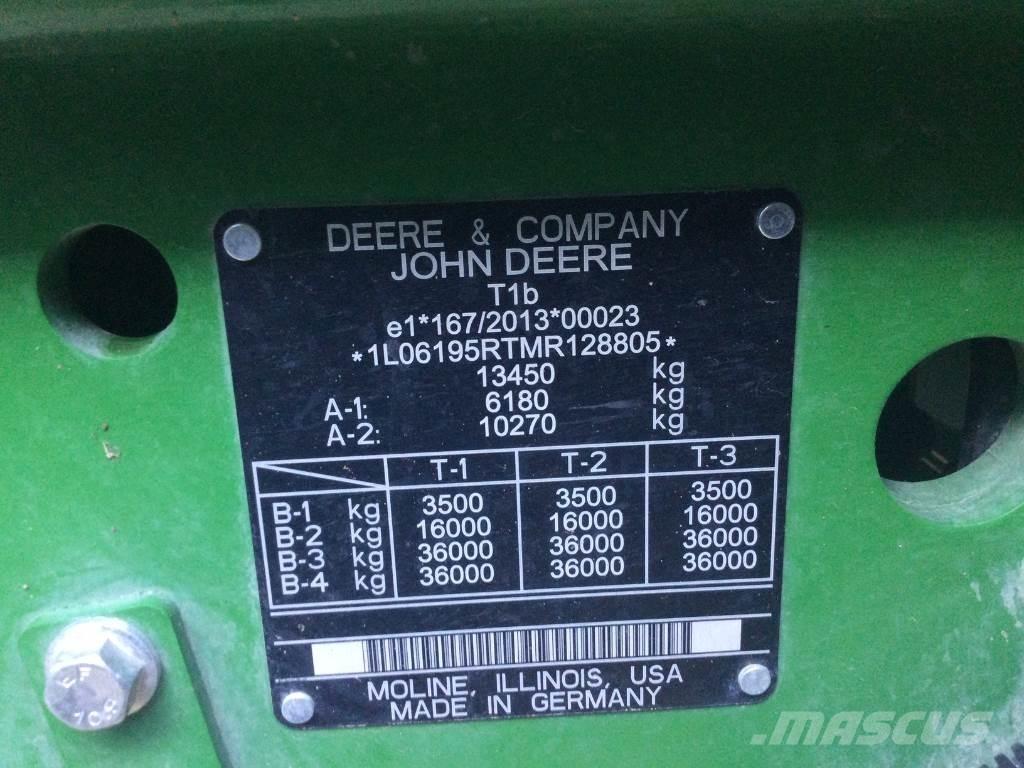 DEERE & COMPANY
JOHN DEERE
T1b
e1*167/2013*00023
*1L06195RTMR128805*
13450 kg
A-1: 6180 kg
A-2: 10270 kg
T-1 T-2 T-3
B-1 kg 3500 3500 3500
B-2 kg 16000 16000 16000
B-3 kg 36000 36000 36000
B-4 kg 36000 36000 36000
MOLINE, ILLINOIS, USA
MADE IN GERMANY
MASCUS